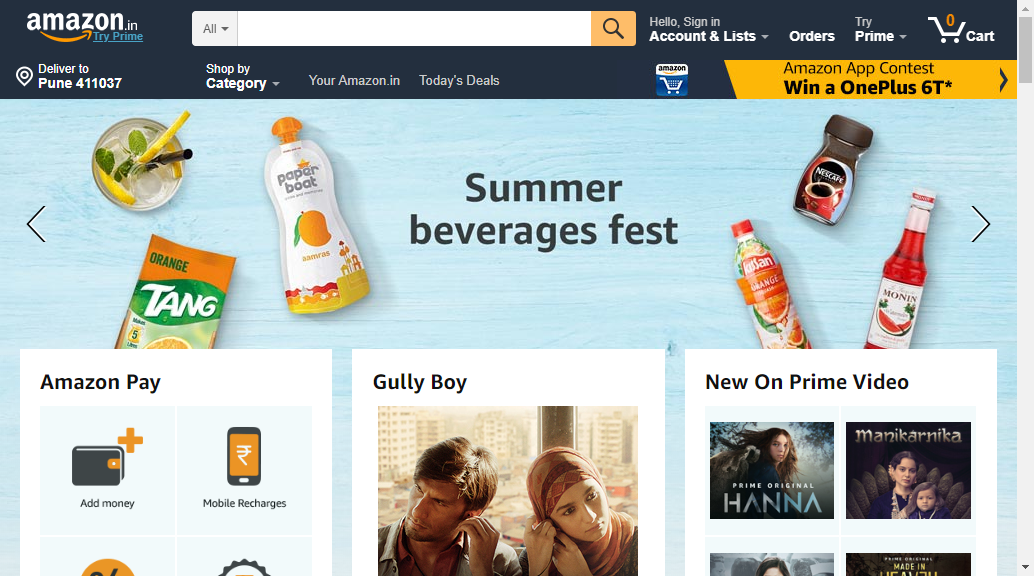 amazon.in
Try Prime
All
Hello, Sign in
Account & Lists
Orders
Try
Prime
0
Cart
Deliver to
Pune 411037
Shop by
Category
Your Amazon.in
Today's Deals
amazon
Amazon App Contest
Win a OnePlus 6T*
Summer
beverages fest
paper
boat
aamras
ORANGE
TANG
Makes
5
NESCAFE
ORANGE
MONIN
Amazon Pay
Gully Boy
New On Prime Video
Add money
Mobile Recharges
PRIME ORIGINAL
HANNA
Manikarnika
PRIME ORIGINAL
MADE IN
HEAVEN
%